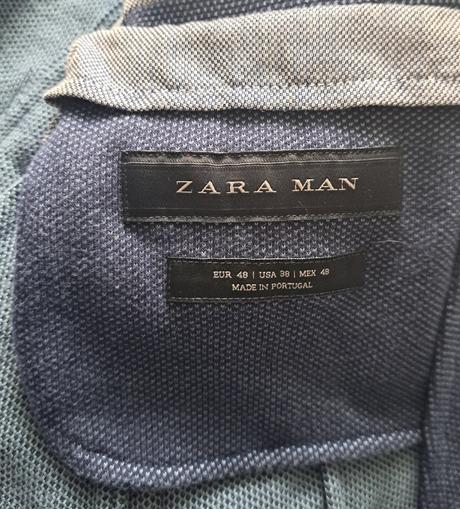 ZARA MAN
EUR 48 | USA 38 | MEX 48
MADE IN PORTUGAL